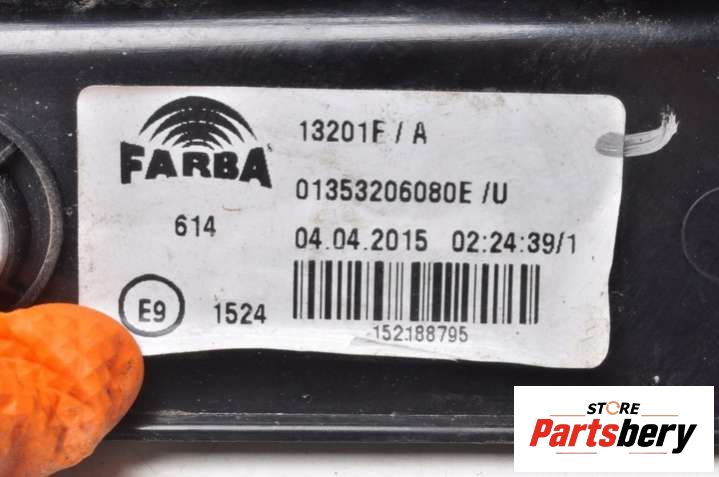 FARBA
13201F / A
01353206080E /U
614
04.04.2015 02:24:39/1
E9
1524
152188795
STORE
Partsbery